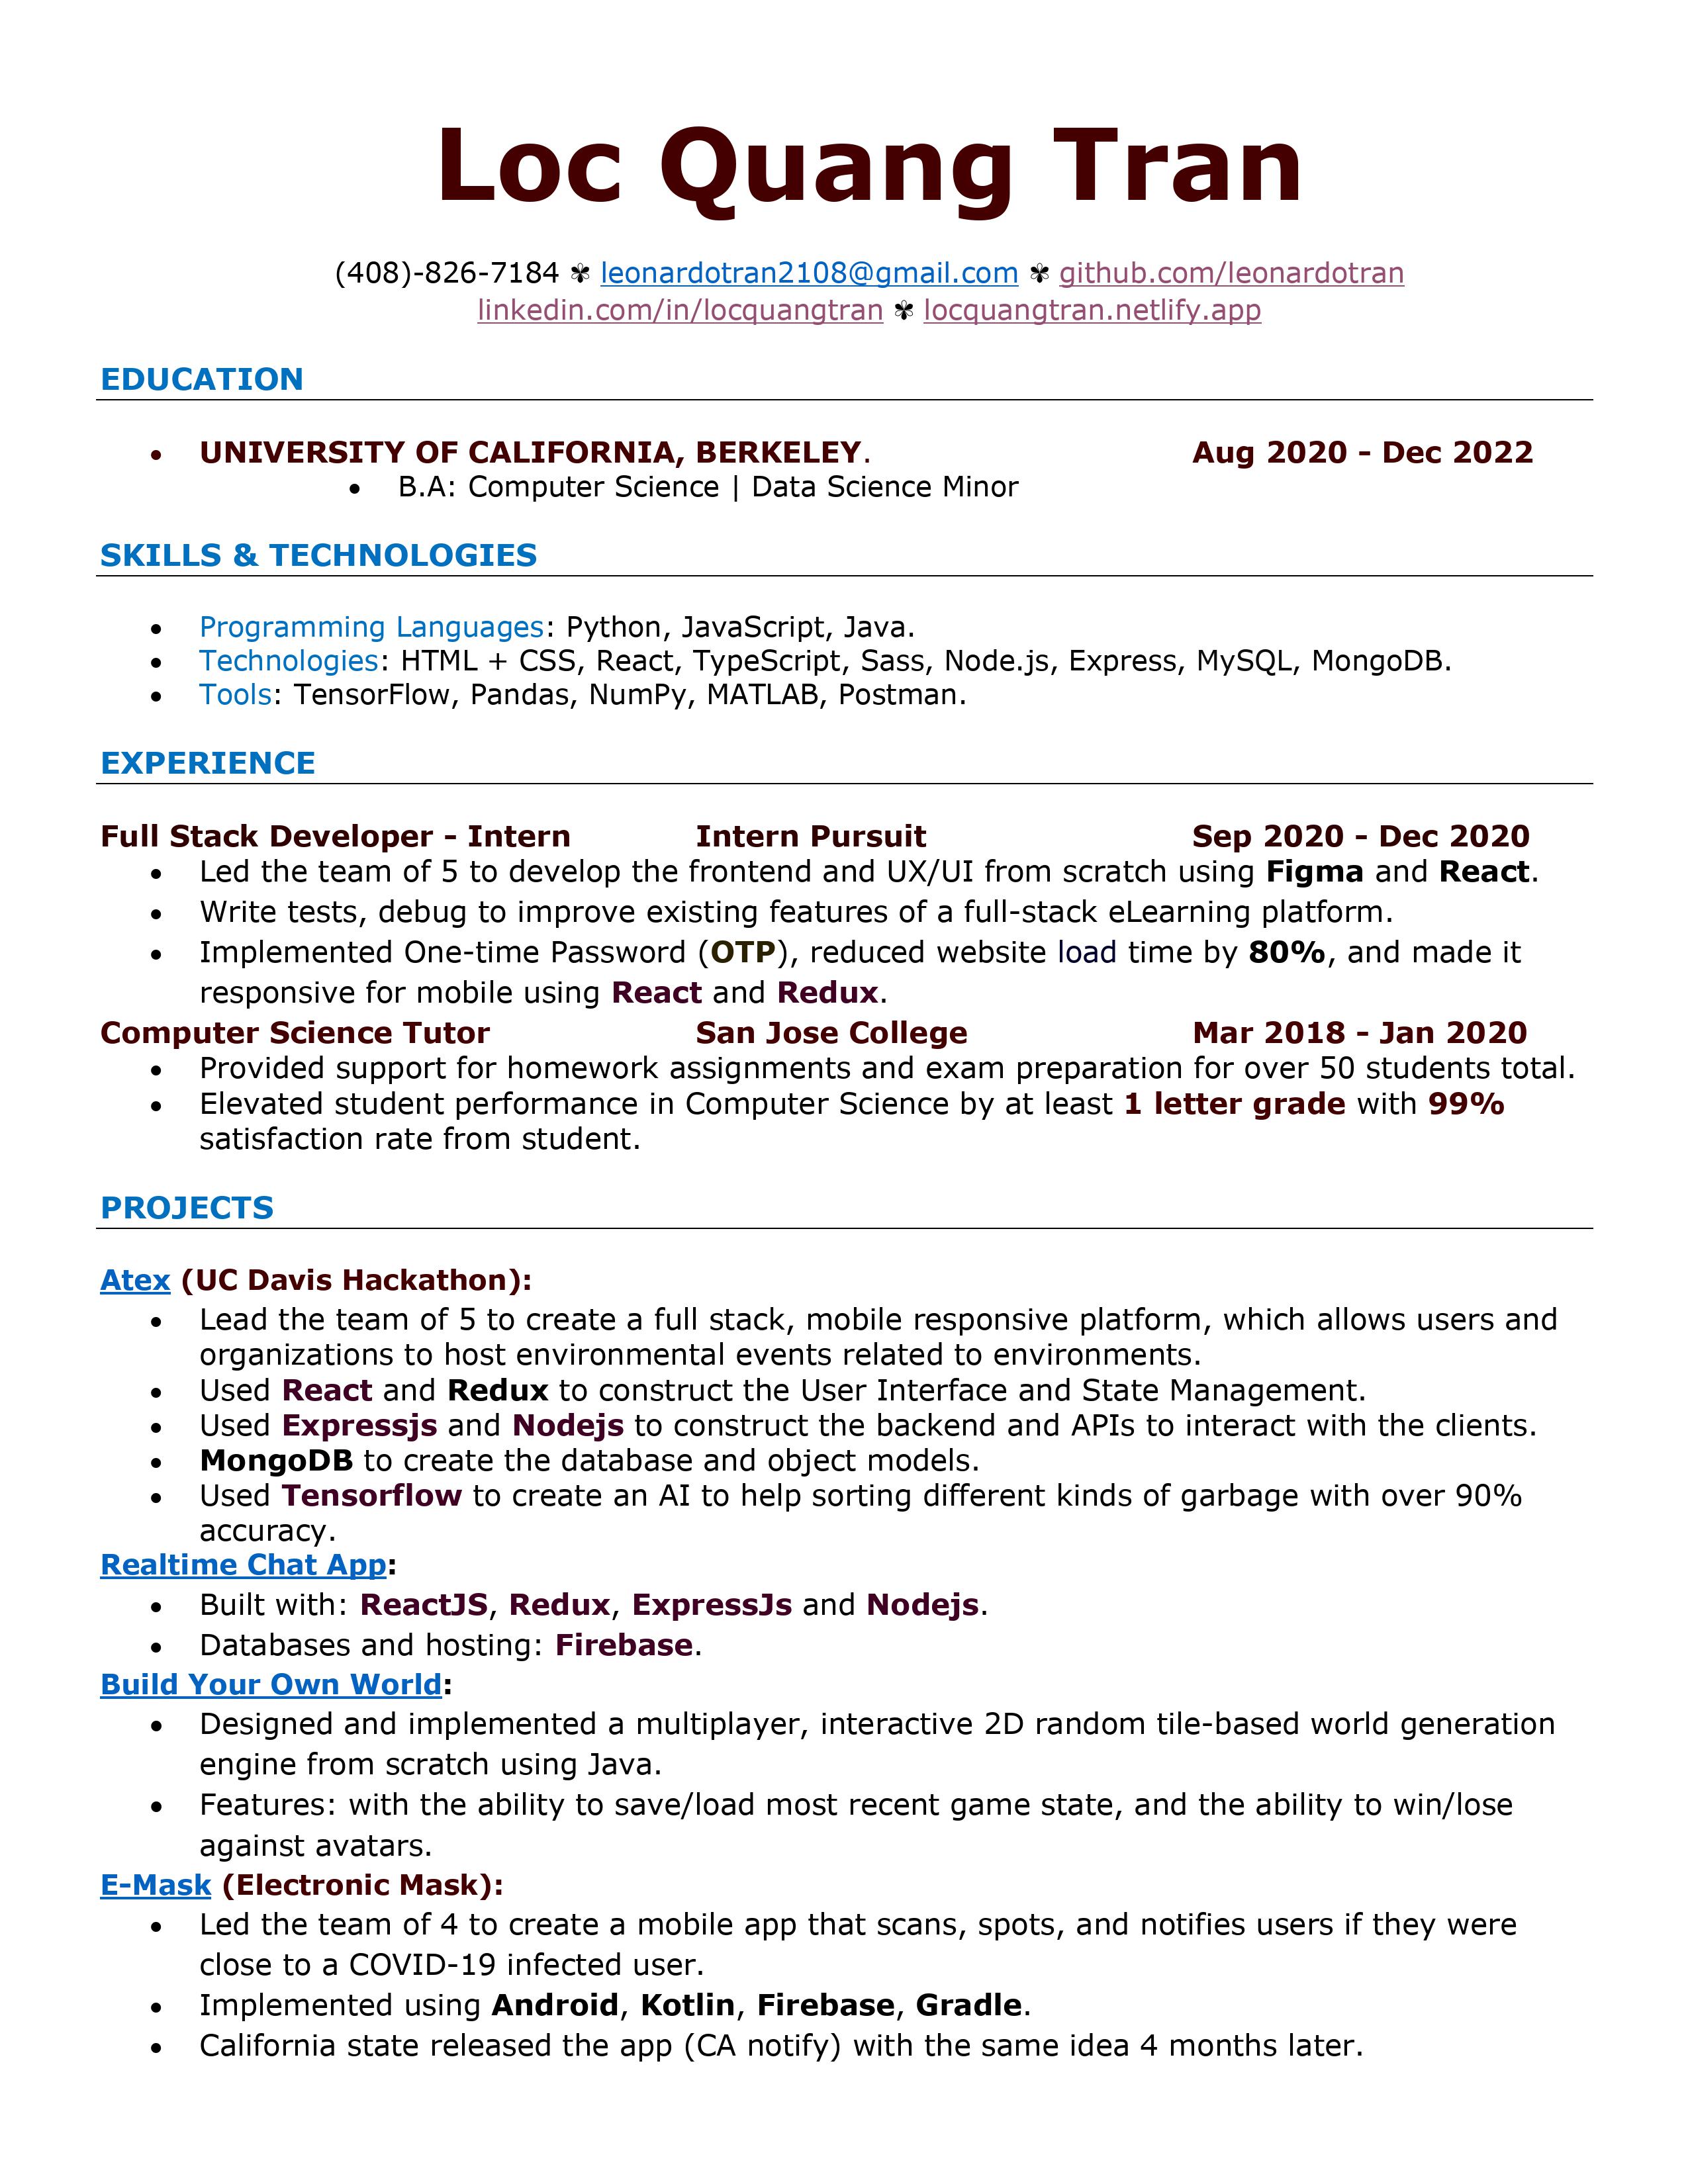 Loc Quang Tran
(408)-826-7184 ✾ leonardotran2108@gmail.com ✾ github.com/leonardotran
linkedin.com/in/locquangtran ✾ locquangtran.netlify.app
EDUCATION
• UNIVERSITY OF CALIFORNIA, BERKELEY. Aug 2020 – Dec 2022
• B.A: Computer Science | Data Science Minor
SKILLS & TECHNOLOGIES
• Programming Languages: Python, JavaScript, Java.
• Technologies: HTML + CSS, React, TypeScript, Sass, Node.js, Express, MySQL, MongoDB.
• Tools: TensorFlow, Pandas, NumPy, MATLAB, Postman.
EXPERIENCE
Full Stack Developer – Intern Intern Pursuit Sep 2020 – Dec 2020
• Led the team of 5 to develop the frontend and UX/UI from scratch using Figma and React.
• Write tests, debug to improve existing features of a full-stack eLearning platform.
• Implemented One-time Password (OTP), reduced website load time by 80%, and made it
responsive for mobile using React and Redux.
Computer Science Tutor San Jose College Mar 2018 – Jan 2020
• Provided support for homework assignments and exam preparation for over 50 students total.
• Elevated student performance in Computer Science by at least 1 letter grade with 99%
satisfaction rate from student.
PROJECTS
Atex (UC Davis Hackathon):
• Lead the team of 5 to create a full stack, mobile responsive platform, which allows users and
organizations to host environmental events related to environments.
• Used React and Redux to construct the User Interface and State Management.
• Used Expressjs and Nodejs to construct the backend and APIs to interact with the clients.
• MongoDB to create the database and object models.
• Used Tensorflow to create an AI to help sorting different kinds of garbage with over 90%
accuracy.
Realtime Chat App:
• Built with: ReactJS, Redux, ExpressJs and Nodejs.
• Databases and hosting: Firebase.
Build Your Own World:
• Designed and implemented a multiplayer, interactive 2D random tile-based world generation
engine from scratch using Java.
• Features: with the ability to save/load most recent game state, and the ability to win/lose
against avatars.
E-Mask (Electronic Mask):
• Led the team of 4 to create a mobile app that scans, spots, and notifies users if they were
close to a COVID-19 infected user.
• Implemented using Android, Kotlin, Firebase, Gradle.
• California state released the app (CA notify) with the same idea 4 months later.